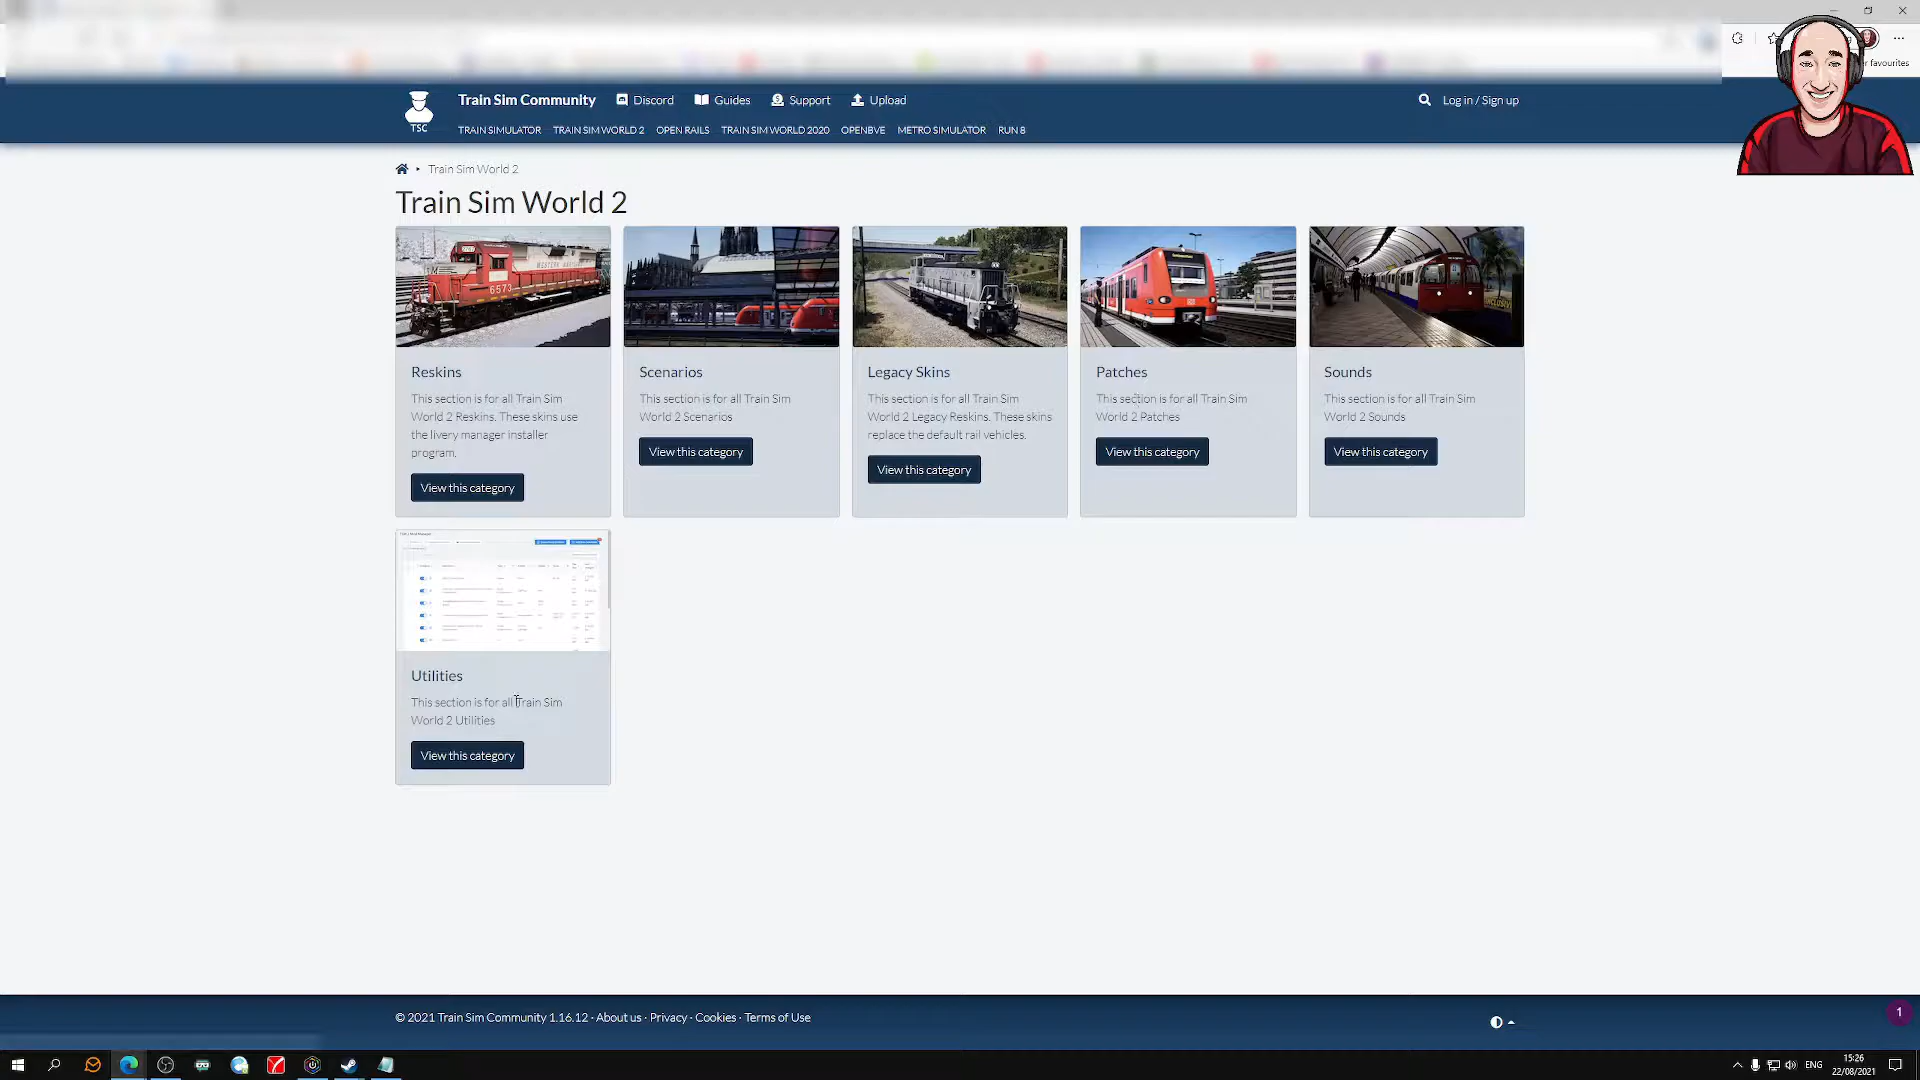 r favourites
Train Sim Community
Discord
Guides
Support
Upload
Log in / Sign up
TSC
TRAIN SIMULATOR
TRAIN SIM WORLD 2
OPEN RAILS
TRAIN SIM WORLD 2020
OPENBVE
METRO SIMULATOR
RUN 8
Train Sim World 2
Train Sim World 2
6573
Reskins
This section is for all Train Sim
World 2 Reskins. These skins use
the livery manager installer
program.
View this category
Scenarios
This section is for all Train Sim
World 2 Scenarios
View this category
Legacy Skins
This section is for all Train Sim
World 2 Legacy Reskins. These skins
replace the default rail vehicles.
View this category
Patches
This section is for all Train Sim
World 2 Patches
View this category
Sounds
This section is for all Train Sim
World 2 Sounds
View this category
Utilities
This section is for all Train Sim
World 2 Utilities
View this category
© 2021 Train Sim Community 1.16.12 · About us · Privacy · Cookies · Terms of Use
1
ENG
15:26
22/08/2021